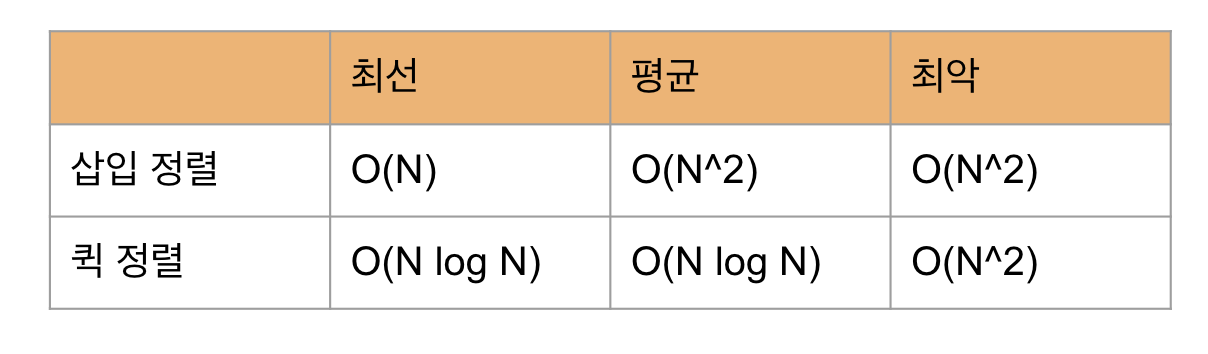 최선 평균 최악
삽입 정렬 O(N) O(N^2) O(N^2)
퀵 정렬 O(N log N) O(N log N) O(N^2)